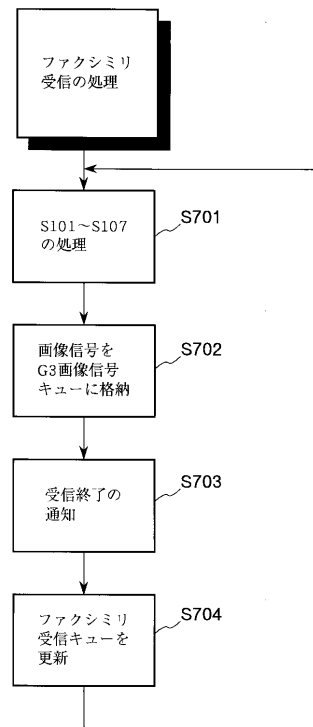 ファクシミリ
受信の処理
S101～S107
の処理
S701
画像信号を
G3画像信号
キューに格納
S702
受信終了の
通知
S703
ファクシミリ
受信キューを
更新
S704